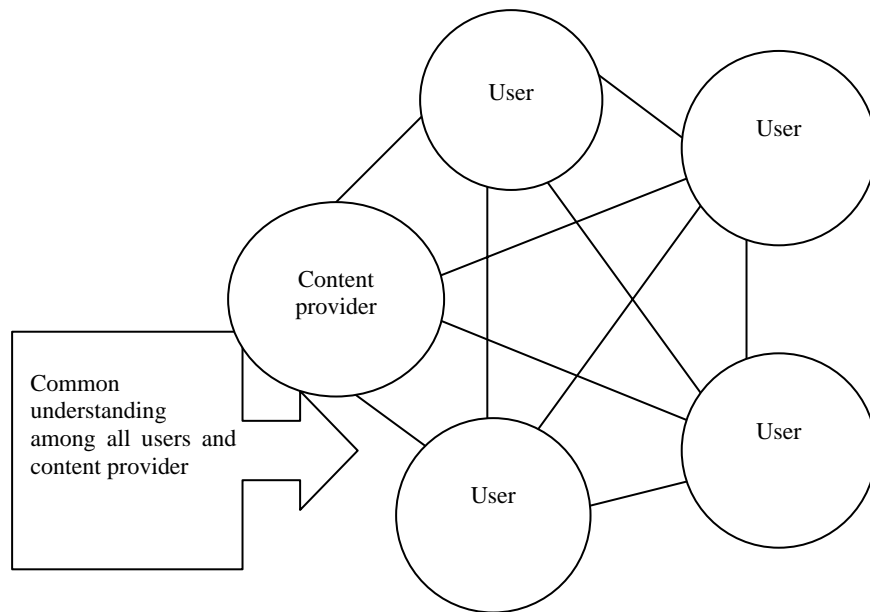 User
User
Content
provider
Common
understanding
among all users and
content provider
User
User